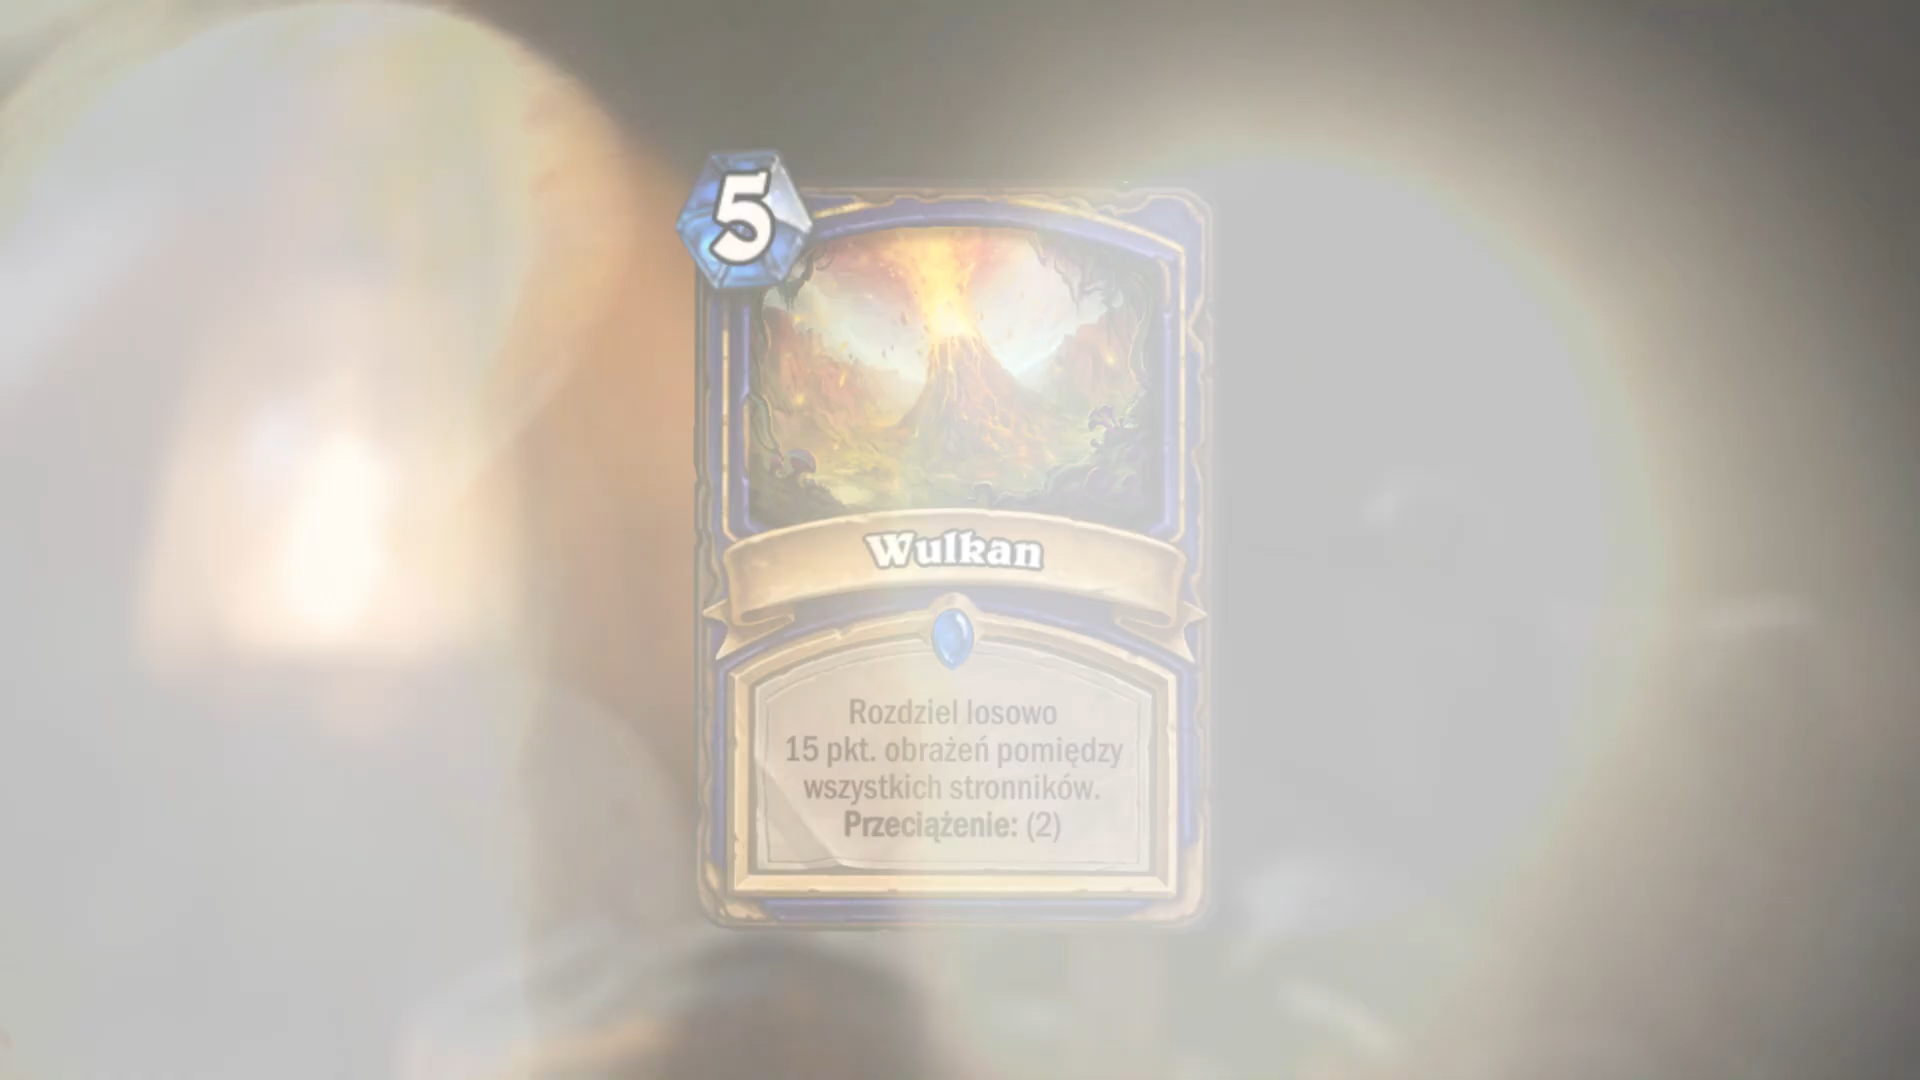 5
Wulkan
Rozdziel losowo
15 pkt. obrażeń pomiędzy
wszystkich stronników.
Przeciążenie: (2)